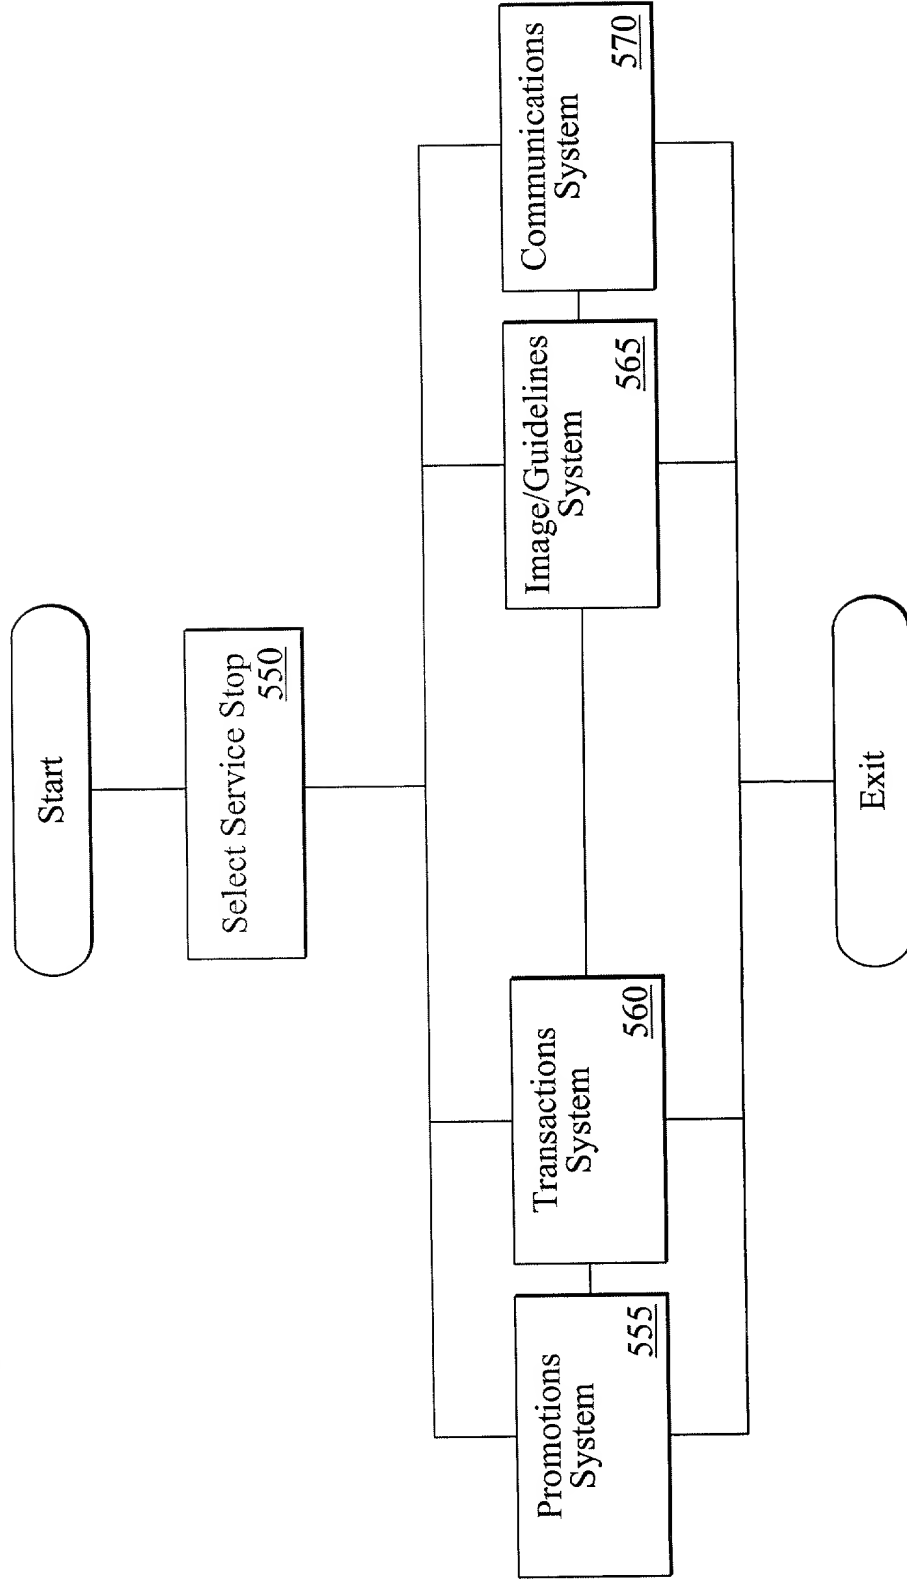 Start
Select Service Stop
550
Promotions
System
555
Transactions
System
560
Image/Guidelines
System
565
Communications
System
570
Exit